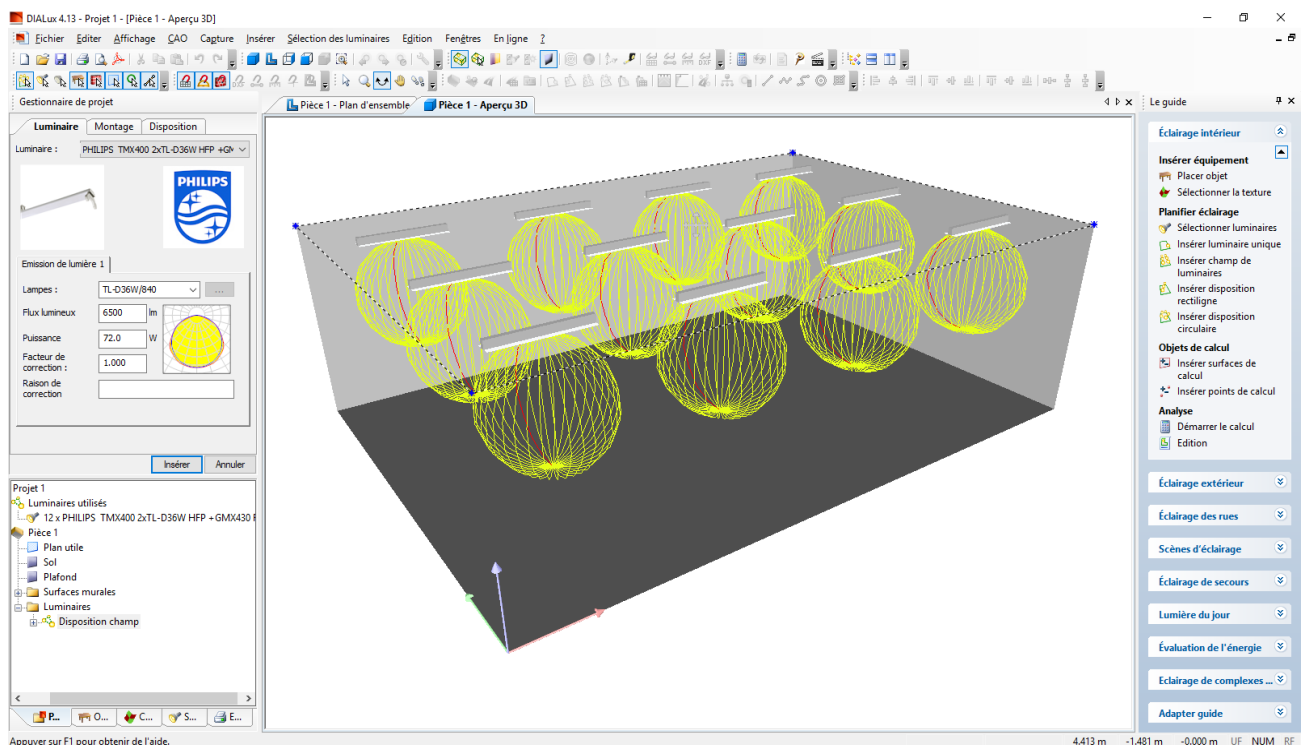 DIALux 4.13 - Projet 1 - [Pièce 1 - Aperçu 3D]
Fichier Editer Affichage CAO Capture Insérer Sélection des luminaires Edition Fenêtres En ligne ?
Gestionnaire de projet
Luminaire Montage Disposition
Luminaire : PHILIPS TMX400 2xTL-D36W HFP +GM
PHILIPS
Emission de lumière 1
Lampes : TL-D36W/840 ...
Flux lumineux 6500 lm
Puissance 72.0 W
Facteur de
correction : 1.000
Raison de
correction
Insérer Annuler
Projet 1
Luminaires utilisés
12 x PHILIPS TMX400 2xTL-D36W HFP +GMX430
Pièce 1
Plan utile
Sol
Plafond
Surfaces murales
Luminaires
Disposition champ
P... O... C... S... E...
Pièce 1 - Plan d'ensemble Pièce 1 - Aperçu 3D
Le guide
Éclairage intérieur
Insérer équipement
Placer objet
Sélectionner la texture
Planifier éclairage
Sélectionner luminaires
Insérer luminaire unique
Insérer champ de
luminaires
Insérer disposition
rectiligne
Insérer disposition
circulaire
Objets de calcul
Insérer surfaces de
calcul
Insérer points de calcul
Analyse
Démarrer le calcul
Edition
Éclairage extérieur
Éclairage des rues
Scènes d'éclairage
Éclairage de secours
Lumière du jour
Évaluation de l'énergie
Eclairage de complexes ...
Adapter guide
Appuyer sur F1 pour obtenir de l'aide.
4.413 m -1.481 m -0.000 m UF NUM RF